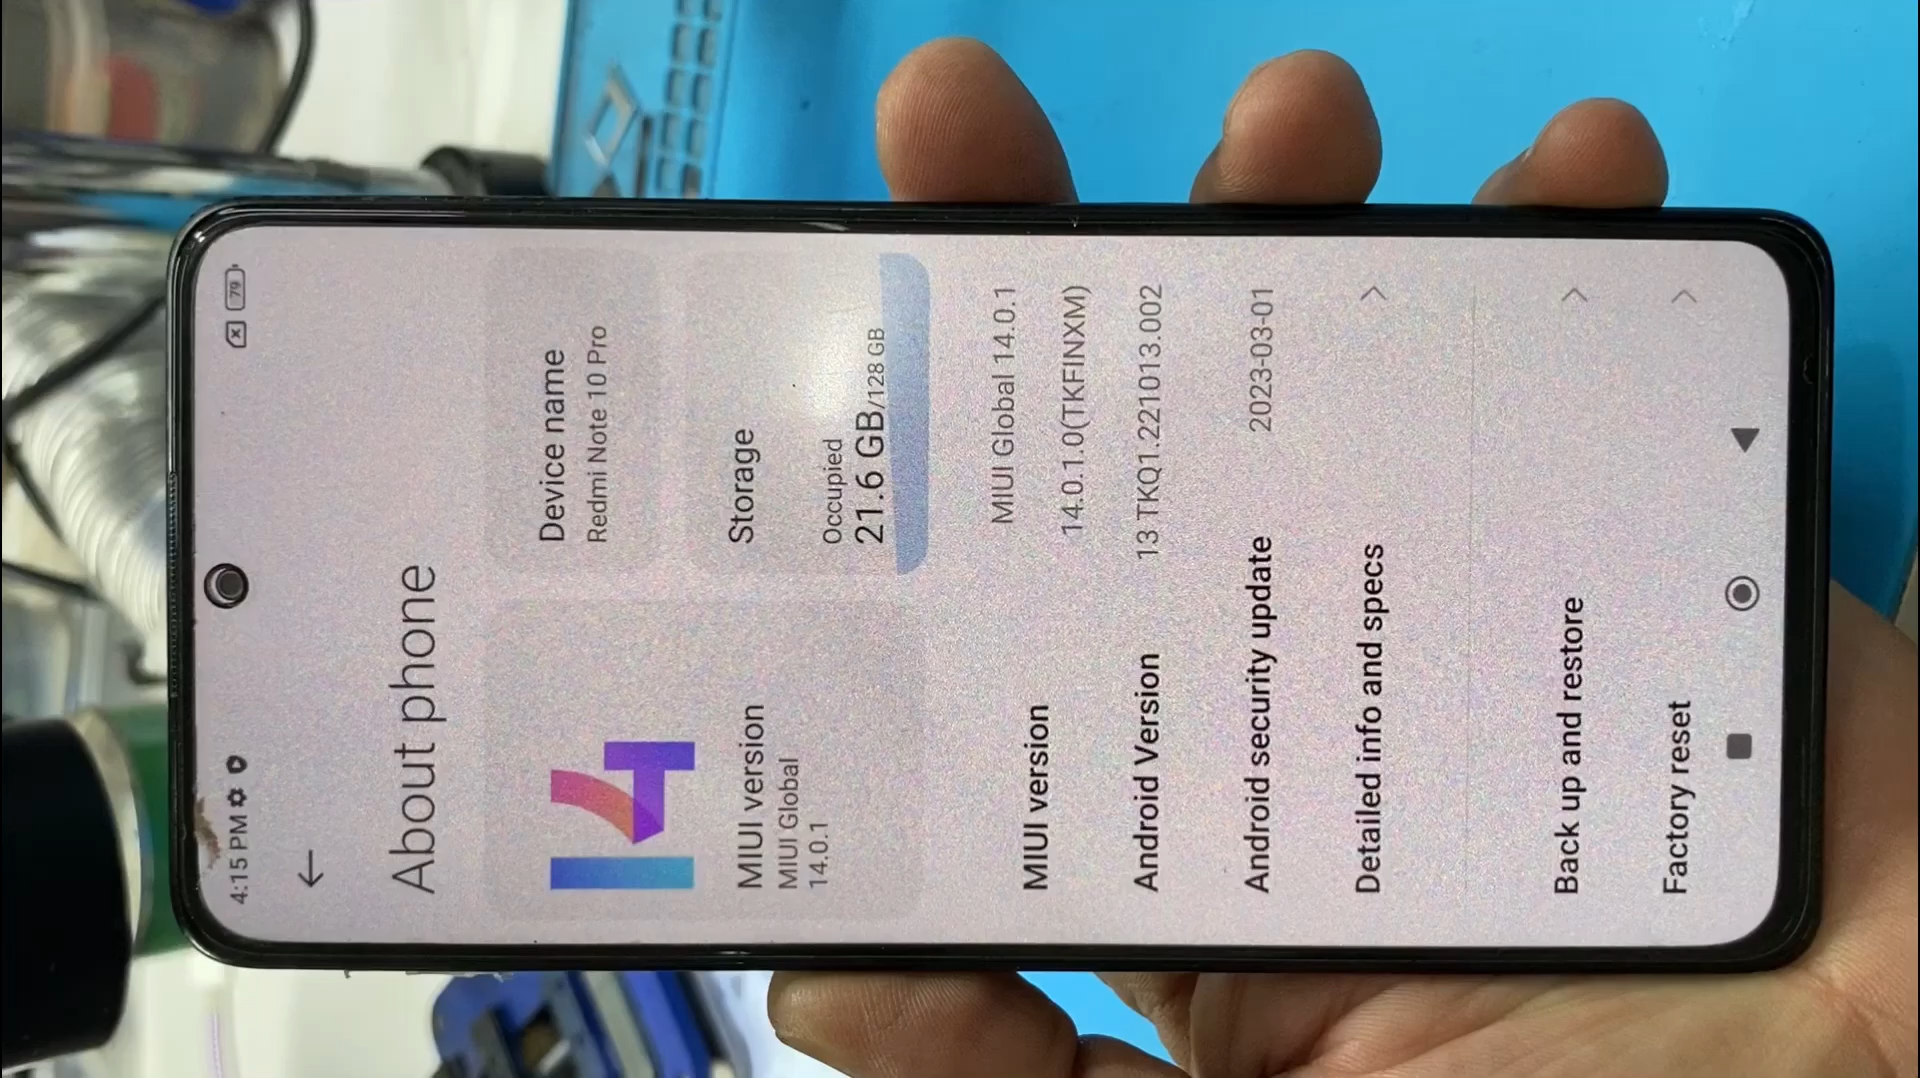 4:15 PM
79
About phone
14
MIUI version
MIUI Global
14.0.1
Device name
Redmi Note 10 Pro
Storage
Occupied
21.6 GB/128 GB
MIUI version
MIUI Global 14.0.1
14.0.1.0(TKFINXM)
Android Version
13 TKQ1.221013.002
Android security update
2023-03-01
Detailed info and specs
Back up and restore
Factory reset